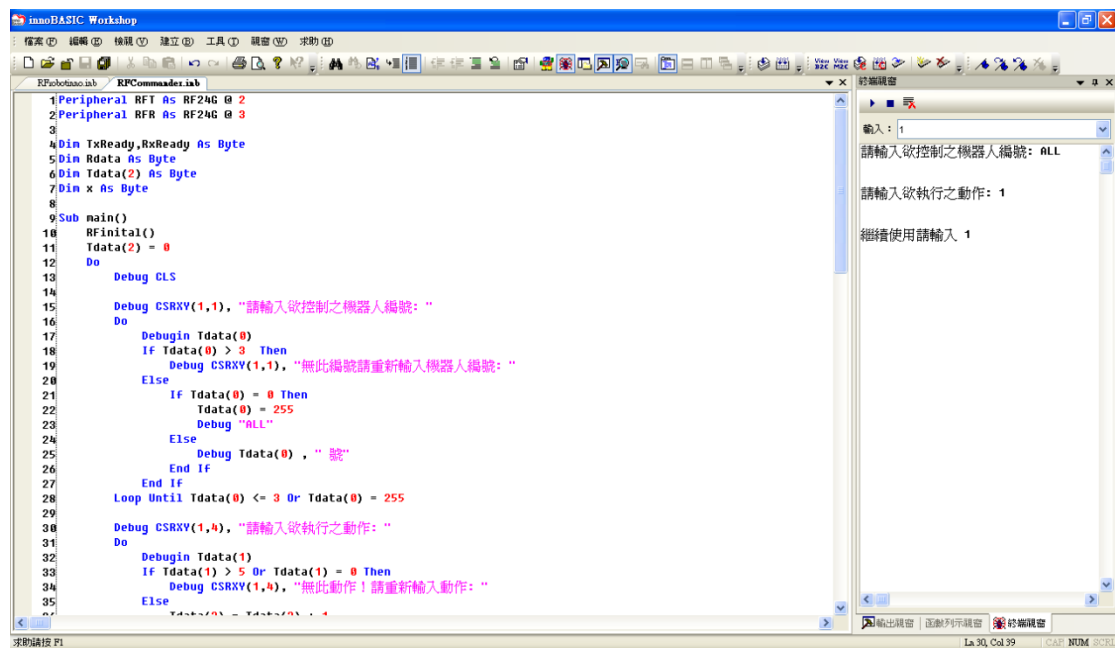 innoBASIC Workshop
檔案(F) 編輯(E) 檢視(V) 建立(B) 工具(T) 視窗(W) 求助(H)
RFrobotinno.inb RFCommander.inb
終端視窗
1 Peripheral RFT As RF24G @ 2
2 Peripheral RFR As RF24G @ 3
3
4 Dim TxReady,RxReady As Byte
5 Dim Rdata As Byte
6 Dim Tdata(2) As Byte
7 Dim x As Byte
8
9 Sub main()
10 RFinital()
11 Tdata(2) = 0
12 Do
13 Debug CLS
14
15 Debug CSRXY(1,1), "請輸入欲控制之機器人編號: "
16 Do
17 Debugin Tdata(0)
18 If Tdata(0) > 3 Then
19 Debug CSRXY(1,1), "無此編號請重新輸入機器人編號: "
20 Else
21 If Tdata(0) = 0 Then
22 Tdata(0) = 255
23 Debug "ALL"
24 Else
25 Debug Tdata(0) , " 號"
26 End If
27 End If
28 Loop Until Tdata(0) <= 3 Or Tdata(0) = 255
29
30 Debug CSRXY(1,4), "請輸入欲執行之動作: "
31 Do
32 Debugin Tdata(1)
33 If Tdata(1) > 5 Or Tdata(1) = 0 Then
34 Debug CSRXY(1,4), "無此動作!請重新輸入動作: "
35 Else
輸入: 1
請輸入欲控制之機器人編號: ALL
請輸入欲執行之動作: 1
繼續使用請輸入 1
輸出視窗 函數列示視窗 終端視窗
求助請按 F1
Ln 30, Col 39 CAP NUM SCRL